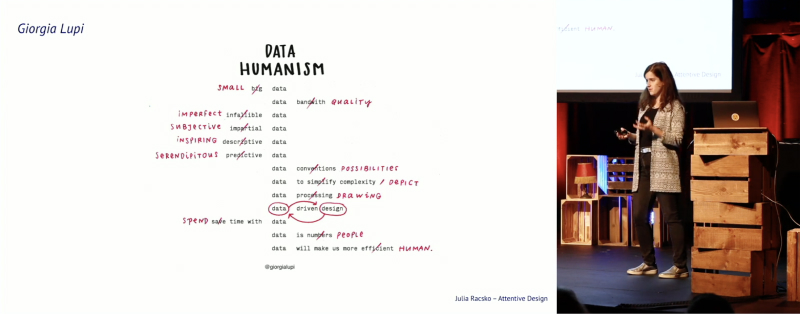 Giorgia Lupi
DATA
HUMANISM
SMALL big data
data bandwith QUALITY
imperfect infallible data
SUBJECTIVE impartial data
iNSPIRING descriptive data
SERENDIPITOUS predictive data
data conventions POSSIBILITIES
data to simplify complexity / DEPICT
data processing DRAWING
data driven design
SPEND save time with data
data is numbers PEOPLE
data will make us more efficient HUMAN.
@giorgialupi
Julia Racsko – Attentive Design
HUMAN.
Attentive Design